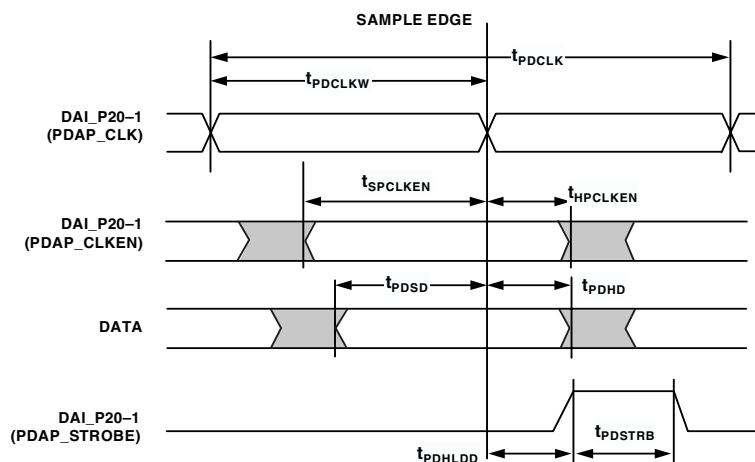 SAMPLE EDGE
tPDCLK
tPDCLKW
DAI_P20–1
(PDAP_CLK)
tSPCLKEN
tHPCLKEN
DAI_P20–1
(PDAP_CLKEN)
tPDSD
tPDHD
DATA
DAI_P20–1
(PDAP_STROBE)
tPDHLDD
tPDSTRB